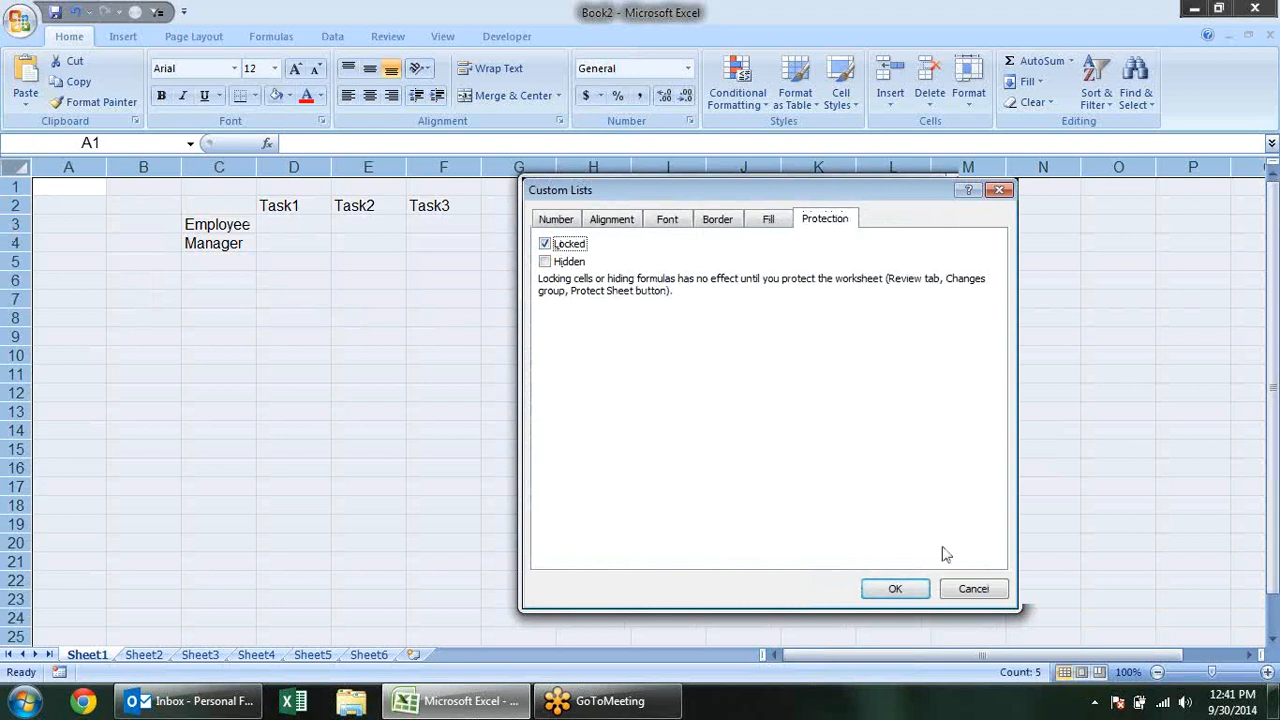 Book2 - Microsoft Excel
Home Insert Page Layout Formulas Data Review View Developer
Paste Cut Arial 12 Wrap Text General Conditional Formatting Format as Table Cell Styles Insert Delete Format AutoSum Sort & Filter Find & Select
Copy Fill
Format Painter B I U A Merge & Center $ % , Clear
Clipboard Font Alignment Number Styles Cells Editing
A1 fx
A B C D E F G H I J K L M N O P
1
2 Task1 Task2 Task3
3 Employee
4 Manager
5
6
7
8
9
10
11
12
13
14
15
16
17
18
19
20
21
22
23
24
25
Custom Lists
Number Alignment Font Border Fill Protection
Locked
Hidden
Locking cells or hiding formulas has no effect until you protect the worksheet (Review tab, Changes
group, Protect Sheet button).
OK Cancel
Sheet1 Sheet2 Sheet3 Sheet4 Sheet5 Sheet6
Ready Count: 5 100%
Inbox - Personal F... Microsoft Excel - ... GoToMeeting 12:41 PM
9/30/2014